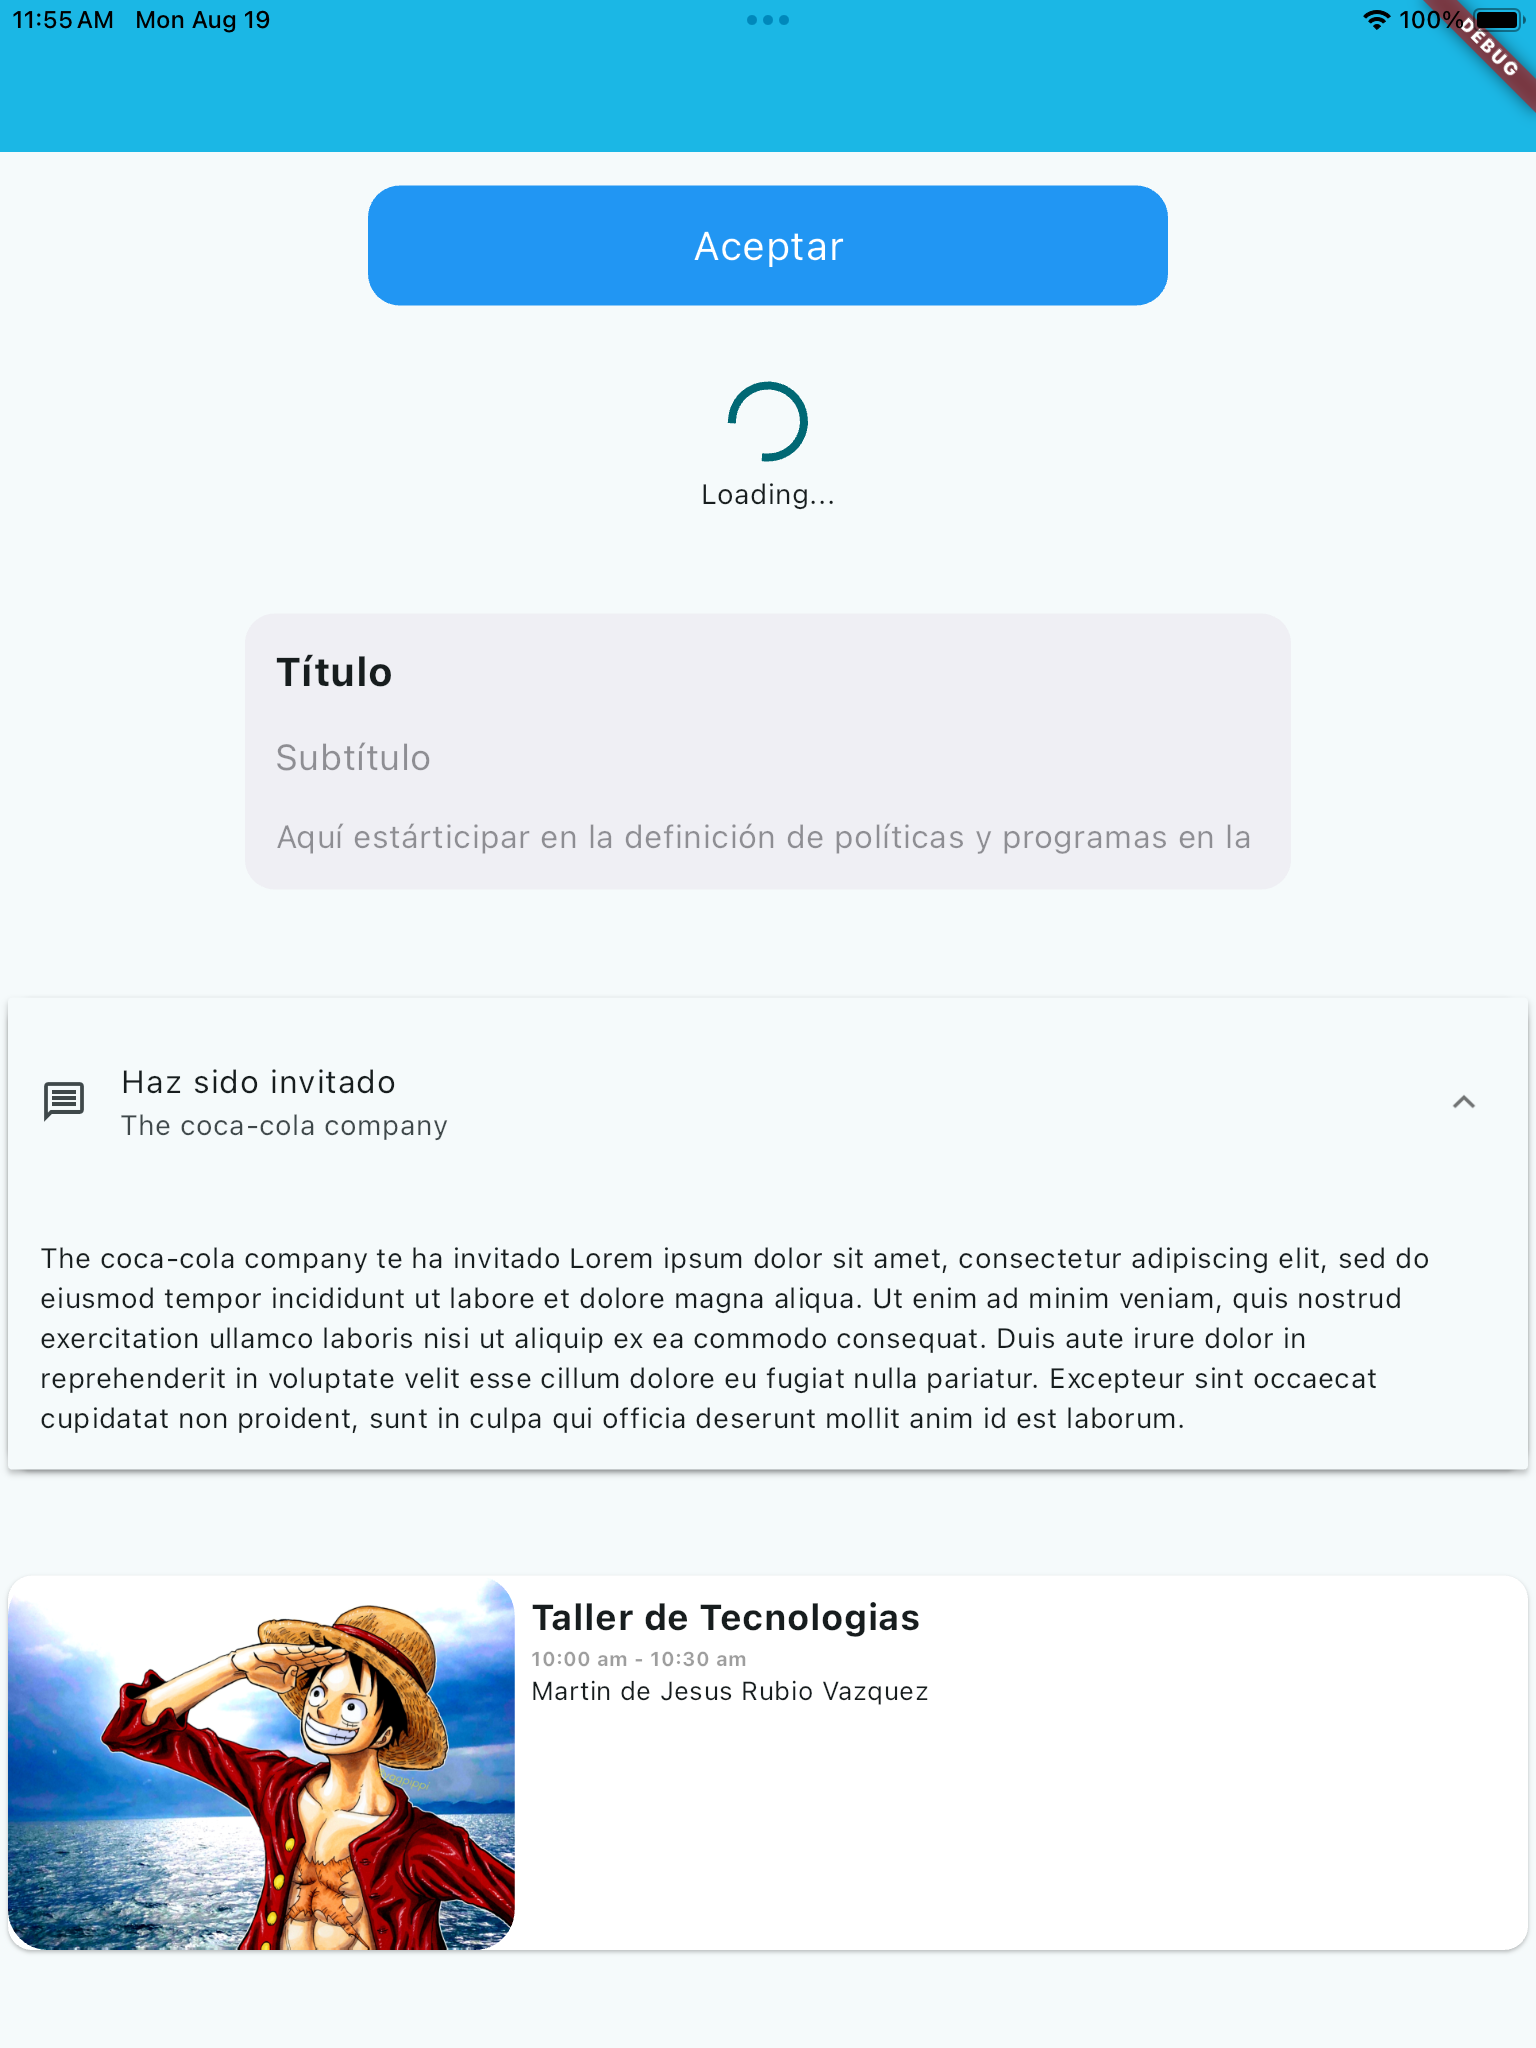 11:55 AM Mon Aug 19
100%
DEBUG
Aceptar
Loading...
Título
Subtítulo
Aquí estárticipar en la definición de políticas y programas en la
Haz sido invitado
The coca-cola company
The coca-cola company te ha invitado Lorem ipsum dolor sit amet, consectetur adipiscing elit, sed do
eiusmod tempor incididunt ut labore et dolore magna aliqua. Ut enim ad minim veniam, quis nostrud
exercitation ullamco laboris nisi ut aliquip ex ea commodo consequat. Duis aute irure dolor in
reprehenderit in voluptate velit esse cillum dolore eu fugiat nulla pariatur. Excepteur sint occaecat
cupidatat non proident, sunt in culpa qui officia deserunt mollit anim id est laborum.
Taller de Tecnologias
10:00 am - 10:30 am
Martin de Jesus Rubio Vazquez